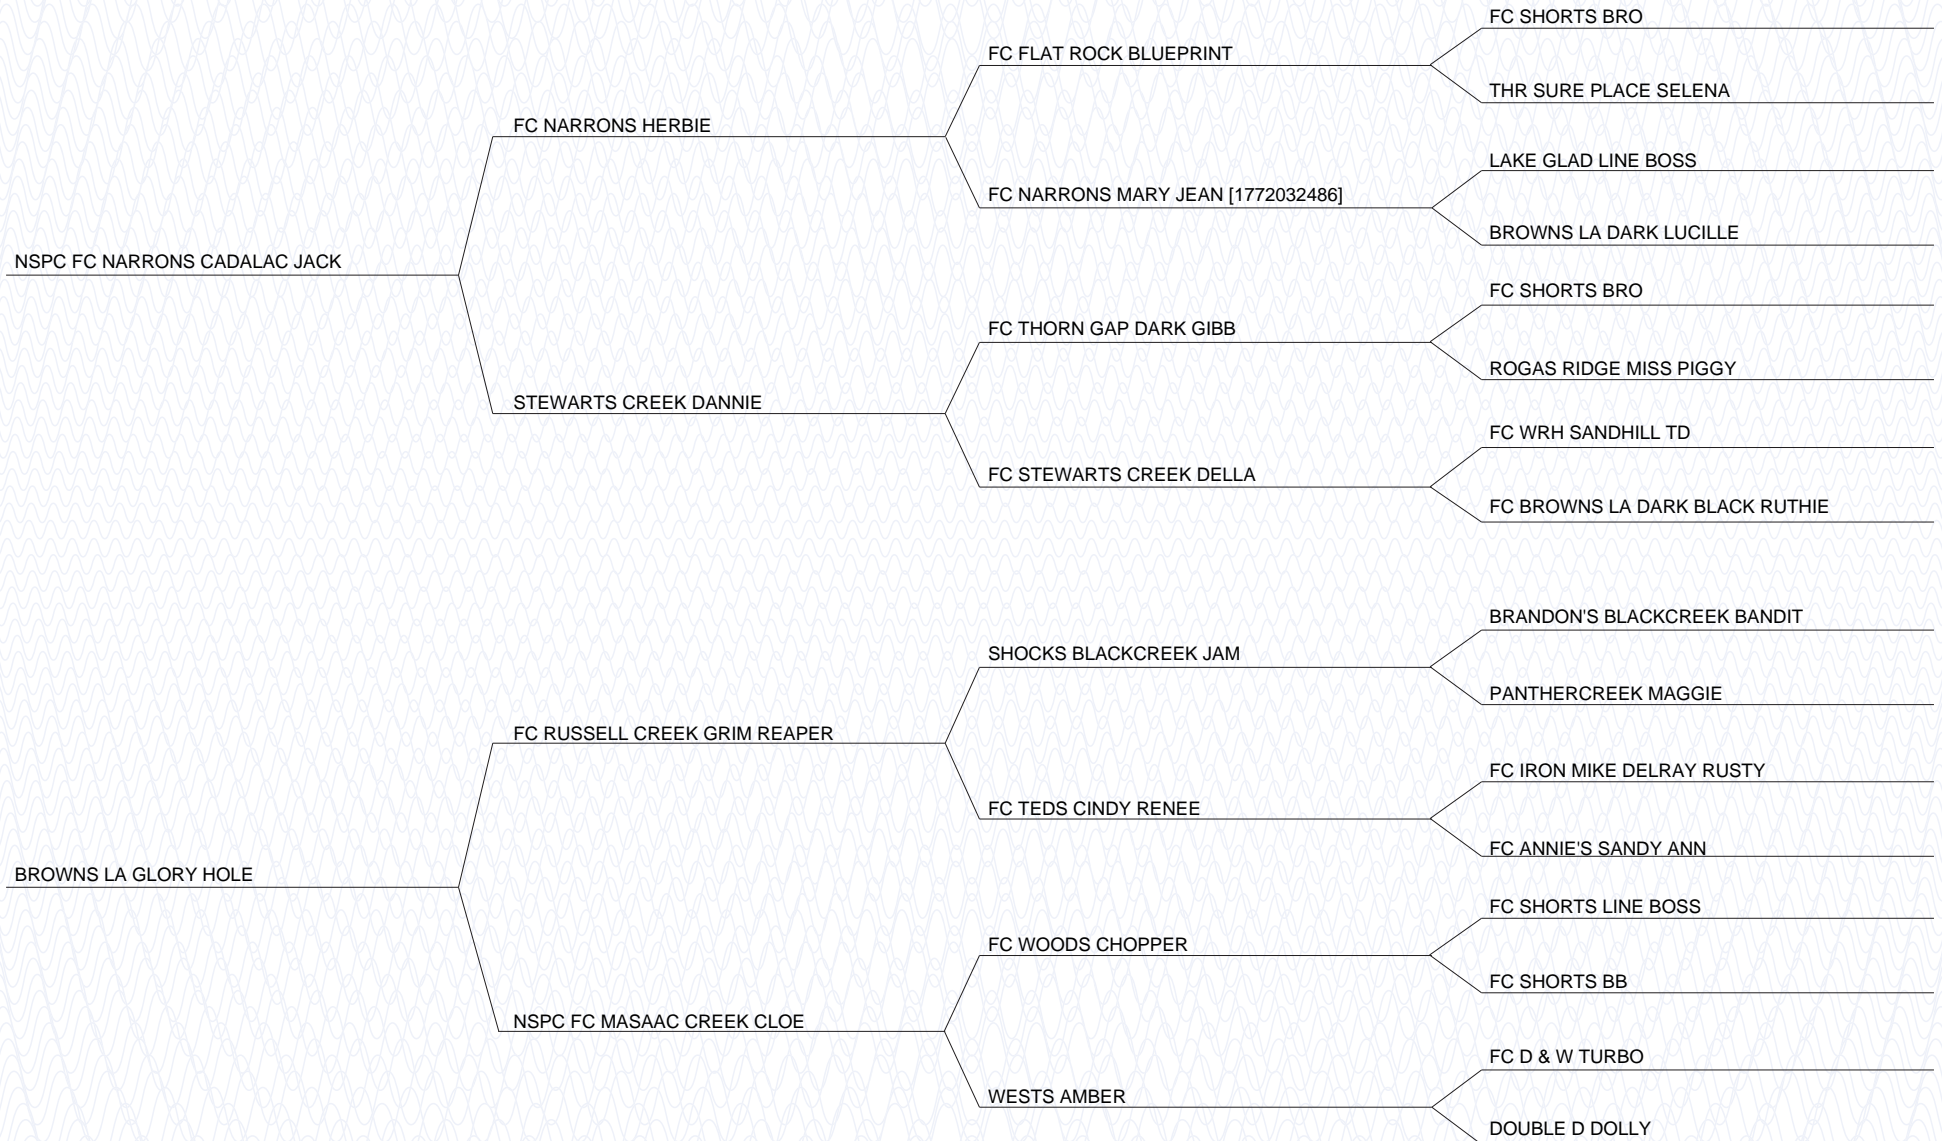 FC SHORTS BRO
FC FLAT ROCK BLUEPRINT
THR SURE PLACE SELENA
FC NARRONS HERBIE
LAKE GLAD LINE BOSS
FC NARRONS MARY JEAN [1772032486]
BROWNS LA DARK LUCILLE
NSPC FC NARRONS CADALAC JACK
FC SHORTS BRO
FC THORN GAP DARK GIBB
ROGAS RIDGE MISS PIGGY
STEWARTS CREEK DANNIE
FC WRH SANDHILL TD
FC STEWARTS CREEK DELLA
FC BROWNS LA DARK BLACK RUTHIE
BRANDON'S BLACKCREEK BANDIT
SHOCKS BLACKCREEK JAM
PANTHERCREEK MAGGIE
FC RUSSELL CREEK GRIM REAPER
FC IRON MIKE DELRAY RUSTY
FC TEDS CINDY RENEE
FC ANNIE'S SANDY ANN
BROWNS LA GLORY HOLE
FC SHORTS LINE BOSS
FC WOODS CHOPPER
FC SHORTS BB
NSPC FC MASAAC CREEK CLOE
FC D & W TURBO
WESTS AMBER
DOUBLE D DOLLY